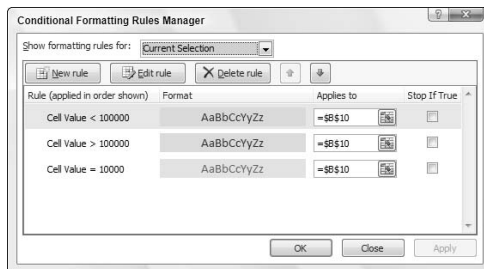 Conditional Formatting Rules Manager
Show formatting rules for: Current Selection
New rule Edit rule Delete rule
Rule (applied in order shown) Format Applies to Stop If True
Cell Value < 100000 AaBbCcYyZz =$B$10
Cell Value > 100000 AaBbCcYyZz =$B$10
Cell Value = 10000 AaBbCcYyZz =$B$10
OK Close Apply